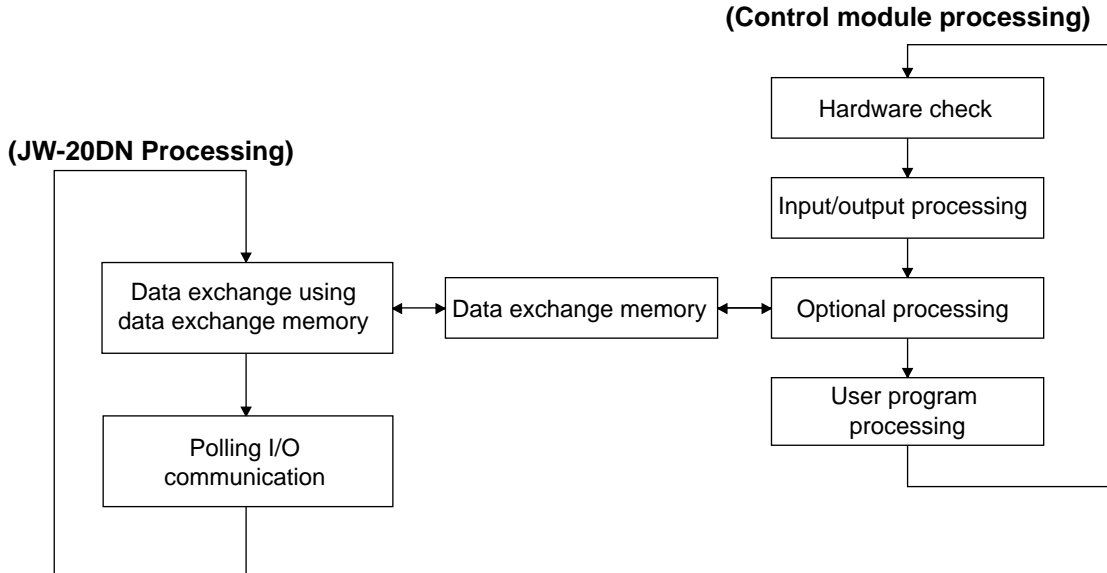 (Control module processing)
Hardware check
Input/output processing
Optional processing
User program
processing
(JW-20DN Processing)
Data exchange using
data exchange memory
Data exchange memory
Polling I/O
communication